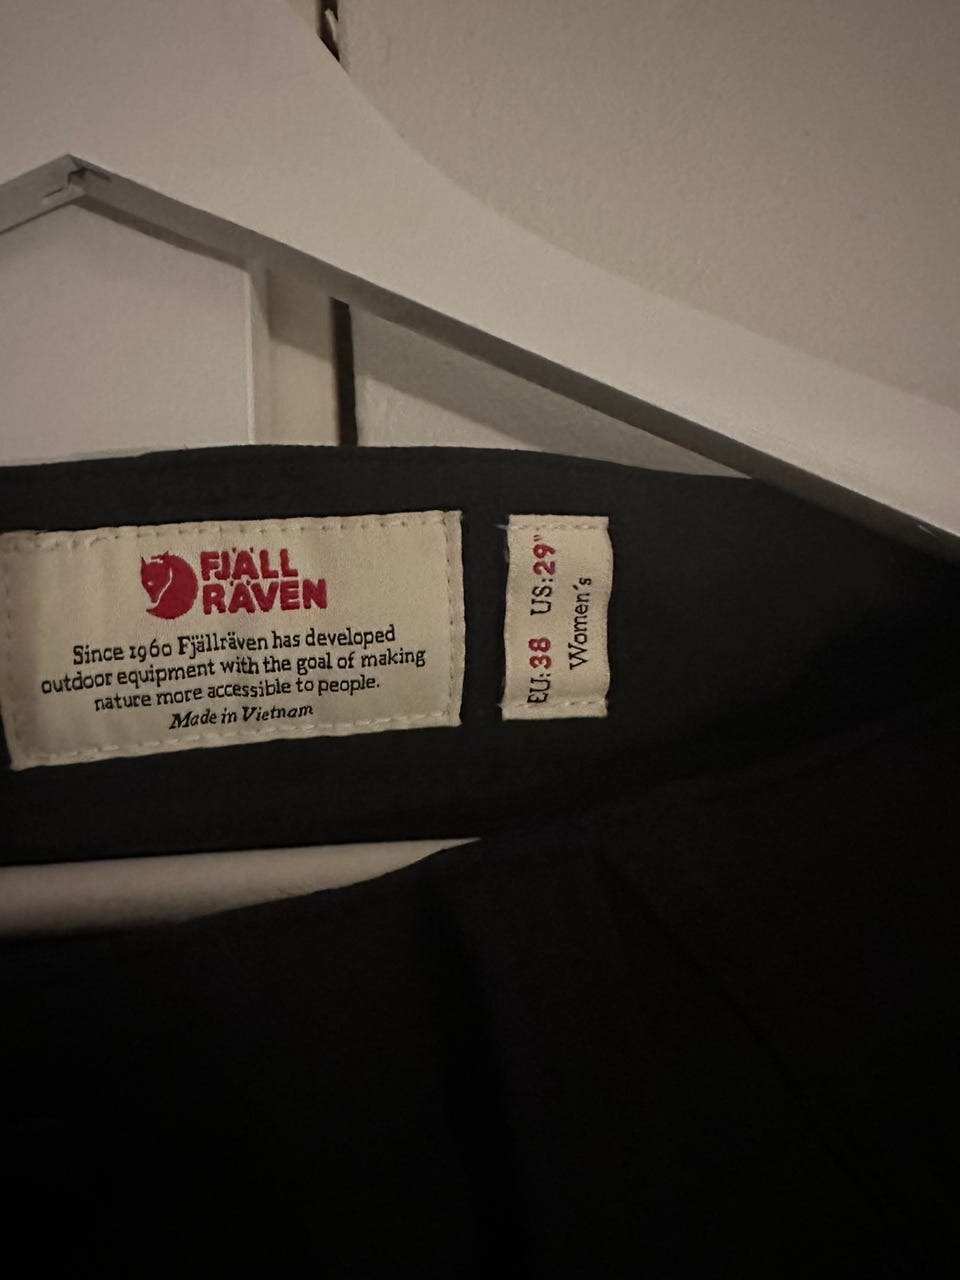 FJÄLL
RÄVEN
Since 1960 Fjällräven has developed
outdoor equipment with the goal of making
nature more accessible to people.
Made in Vietnam
EU:38 US:29"
Women´s